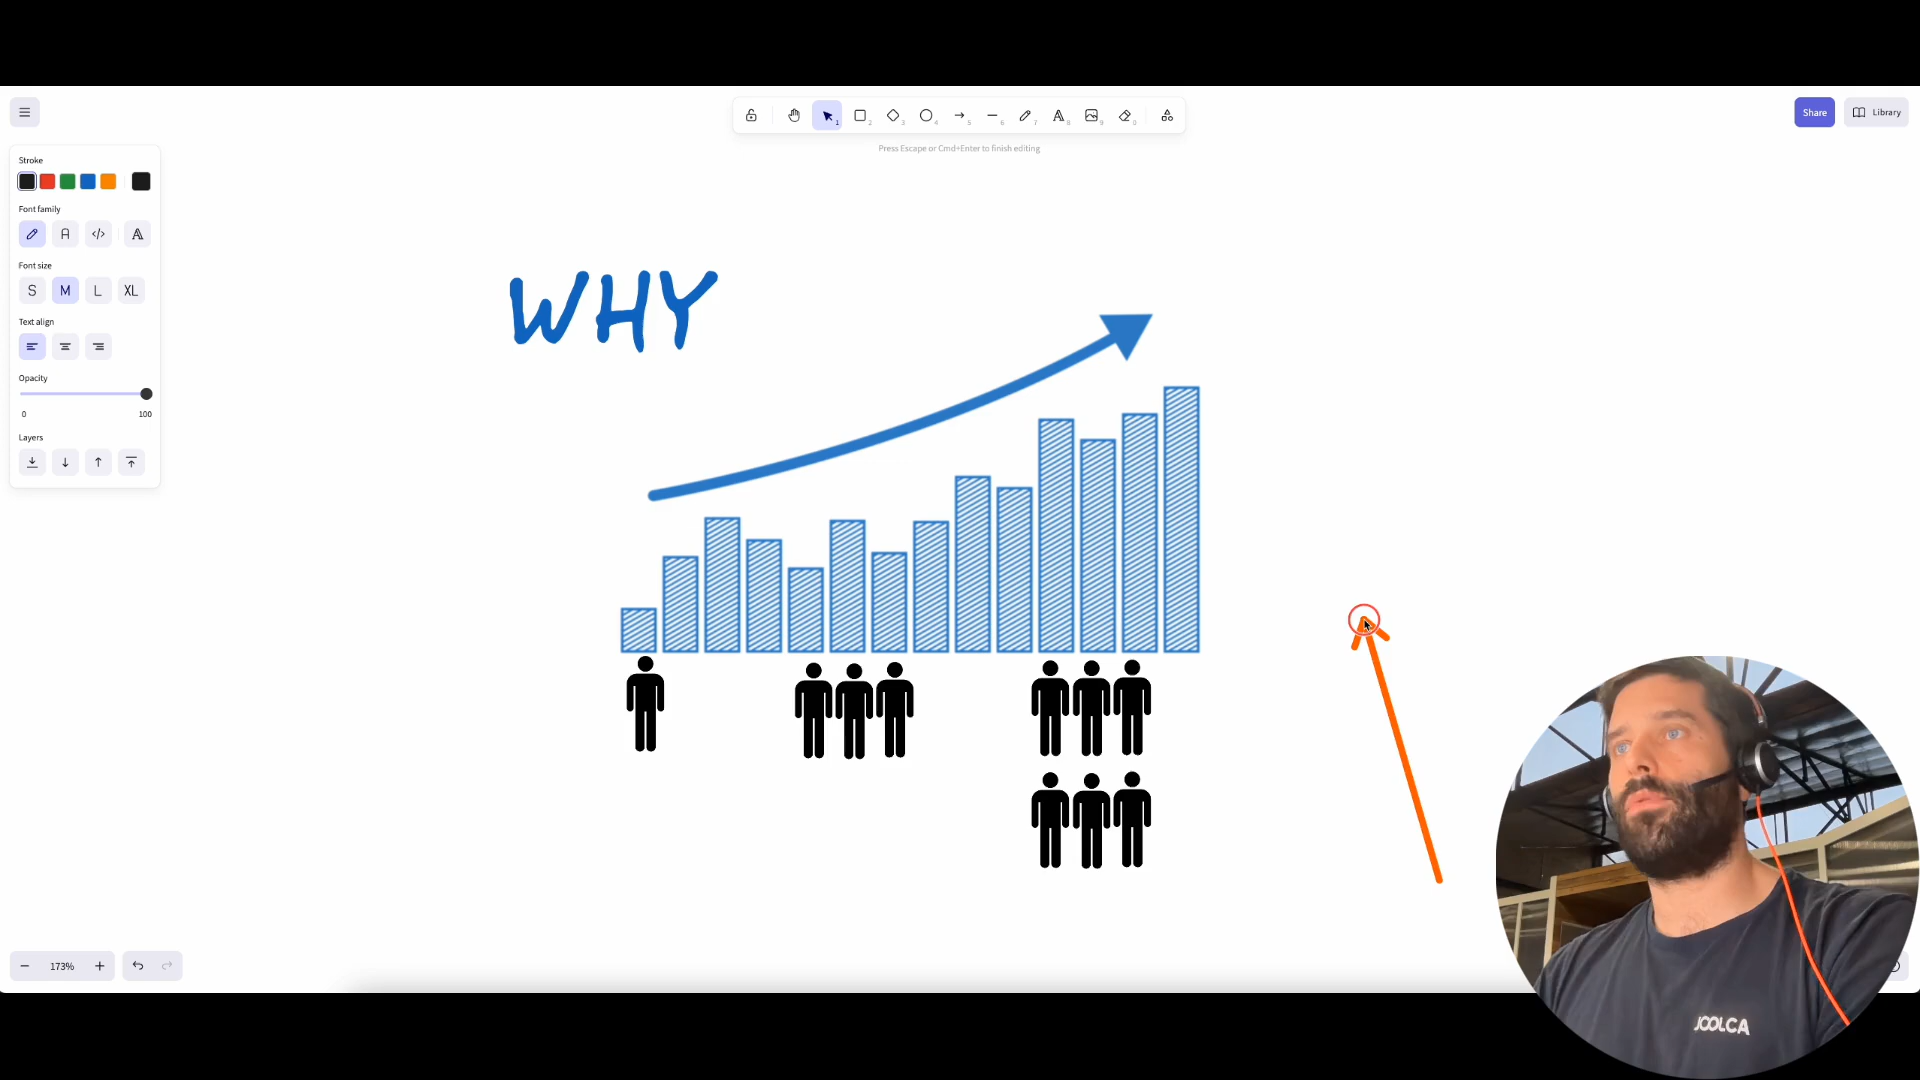 Share
Library
Press Escape or Cmd+Enter to finish editing
Stroke
Font family
Font size
S M L XL
Text align
Opacity
0 100
Layers
WHY
173%
JOOLCA